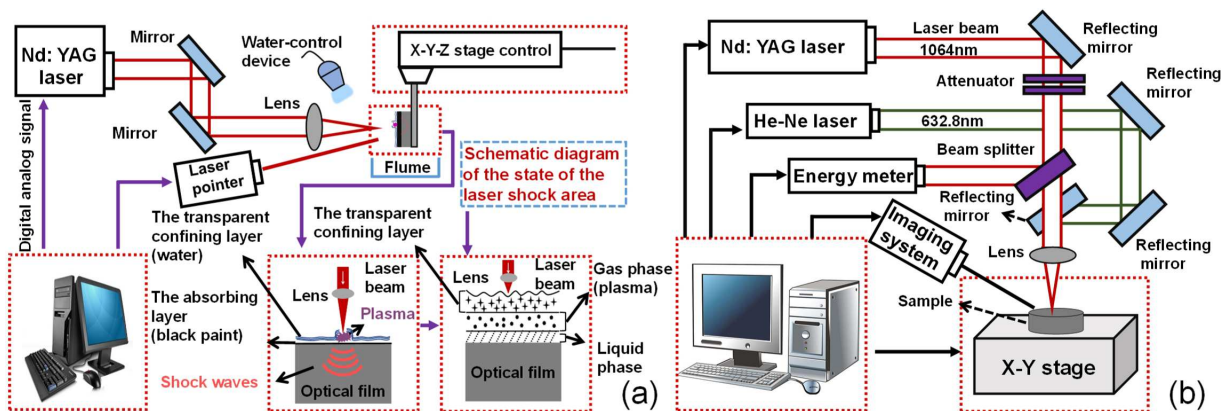 Nd: YAG
laser
Mirror
Mirror
Water-control
device
Lens
X-Y-Z stage control
Flume
Laser
pointer
Digital analog signal
Schematic diagram
of the state of the
laser shock area
The transparent
confining layer
(water)
The absorbing
layer
(black paint)
Shock waves
Lens
Laser
beam
Plasma
Optical film
The transparent
confining layer
Lens
Laser
beam
Gas phase
(plasma)
Liquid
phase
Optical film
(a)
Nd: YAG laser
Laser beam
1064nm
Reflecting
mirror
Attenuator
Reflecting
mirror
He-Ne laser
632.8nm
Beam splitter
Energy meter
Reflecting
mirror
Imaging
system
Lens
Reflecting
mirror
Sample
X-Y stage
(b)